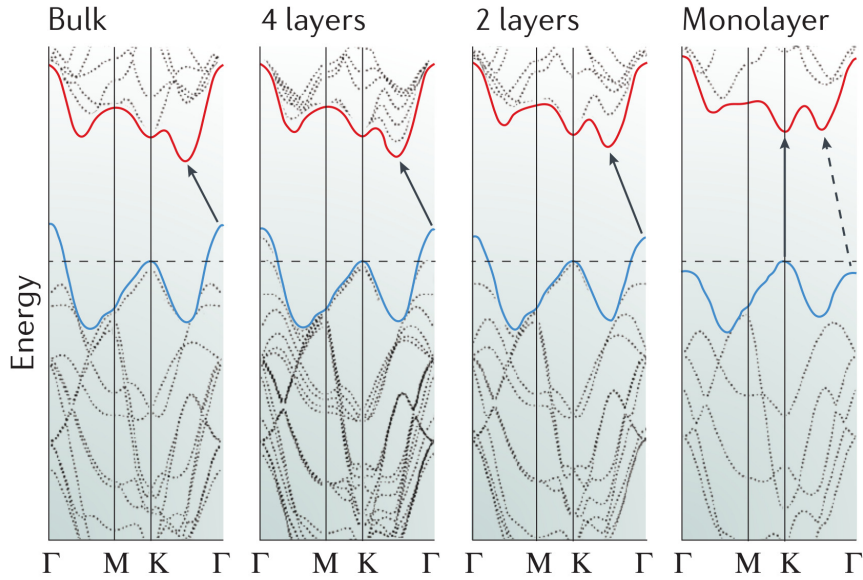 Bulk
4 layers
2 layers
Monolayer
Energy
Γ M K Γ
Γ M K Γ
Γ M K Γ
Γ M K Γ